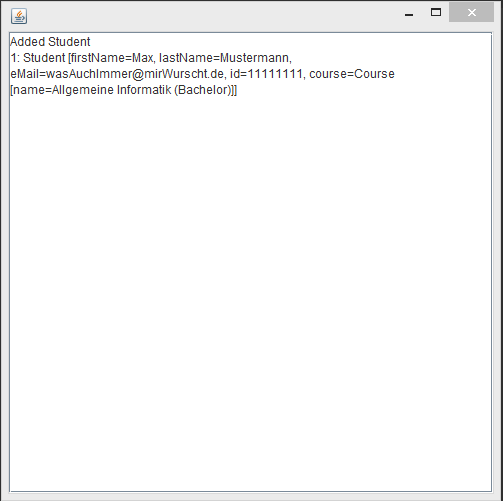 Added Student
1: Student [firstName=Max, lastName=Mustermann,
eMail=wasAuchImmer@mirWurscht.de, id=11111111, course=Course
[name=Allgemeine Informatik (Bachelor)]]